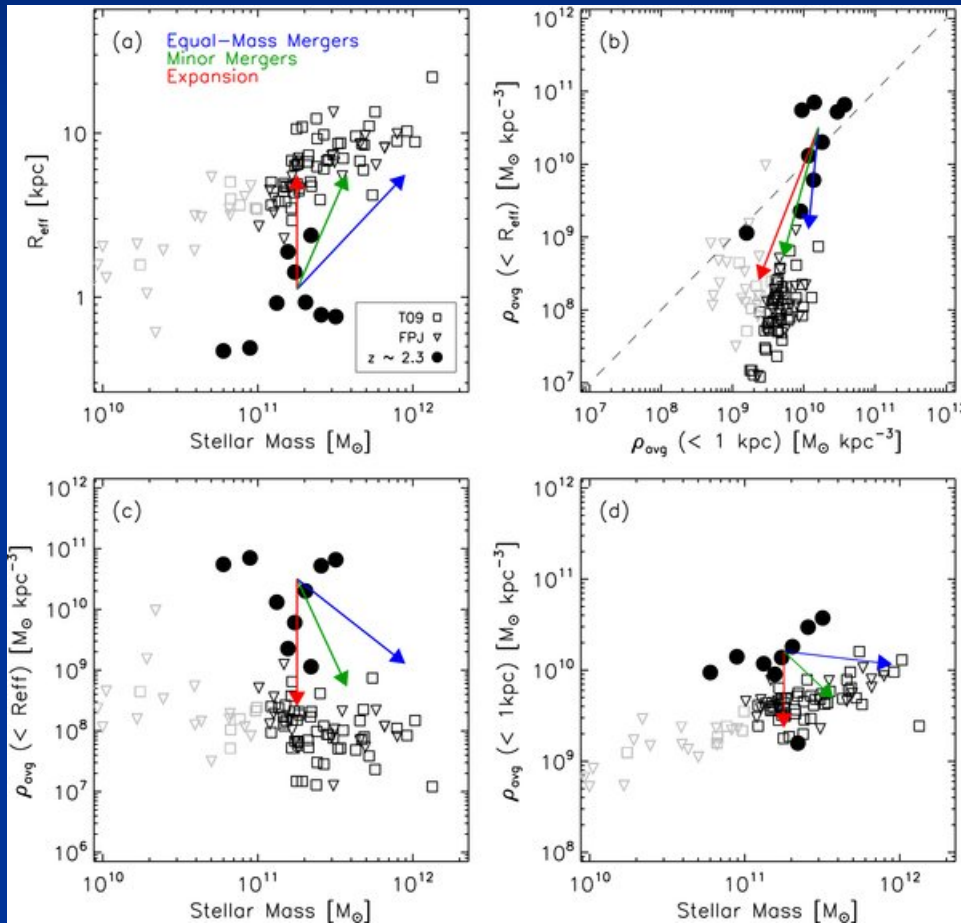 (a)
Equal-Mass Mergers
Minor Mergers
Expansion
10
1
R_eff [kpc]
T09
FPJ
z ~ 2.3
10^10
10^11
10^12
Stellar Mass [M_⊙]
(b)
10^12
10^11
10^10
10^9
10^8
10^7
ρ_avg (< R_eff) [M_⊙ kpc^-3]
10^7
10^8
10^9
10^10
10^11
10^12
ρ_avg (< 1 kpc) [M_⊙ kpc^-3]
(c)
10^12
10^11
10^10
10^9
10^8
10^7
10^6
ρ_avg (< Reff) [M_⊙ kpc^-3]
10^10
10^11
10^12
Stellar Mass [M_⊙]
(d)
10^12
10^11
10^10
10^9
10^8
ρ_avg (< 1kpc) [M_⊙ kpc^-3]
10^10
10^11
10^12
Stellar Mass [M_⊙]